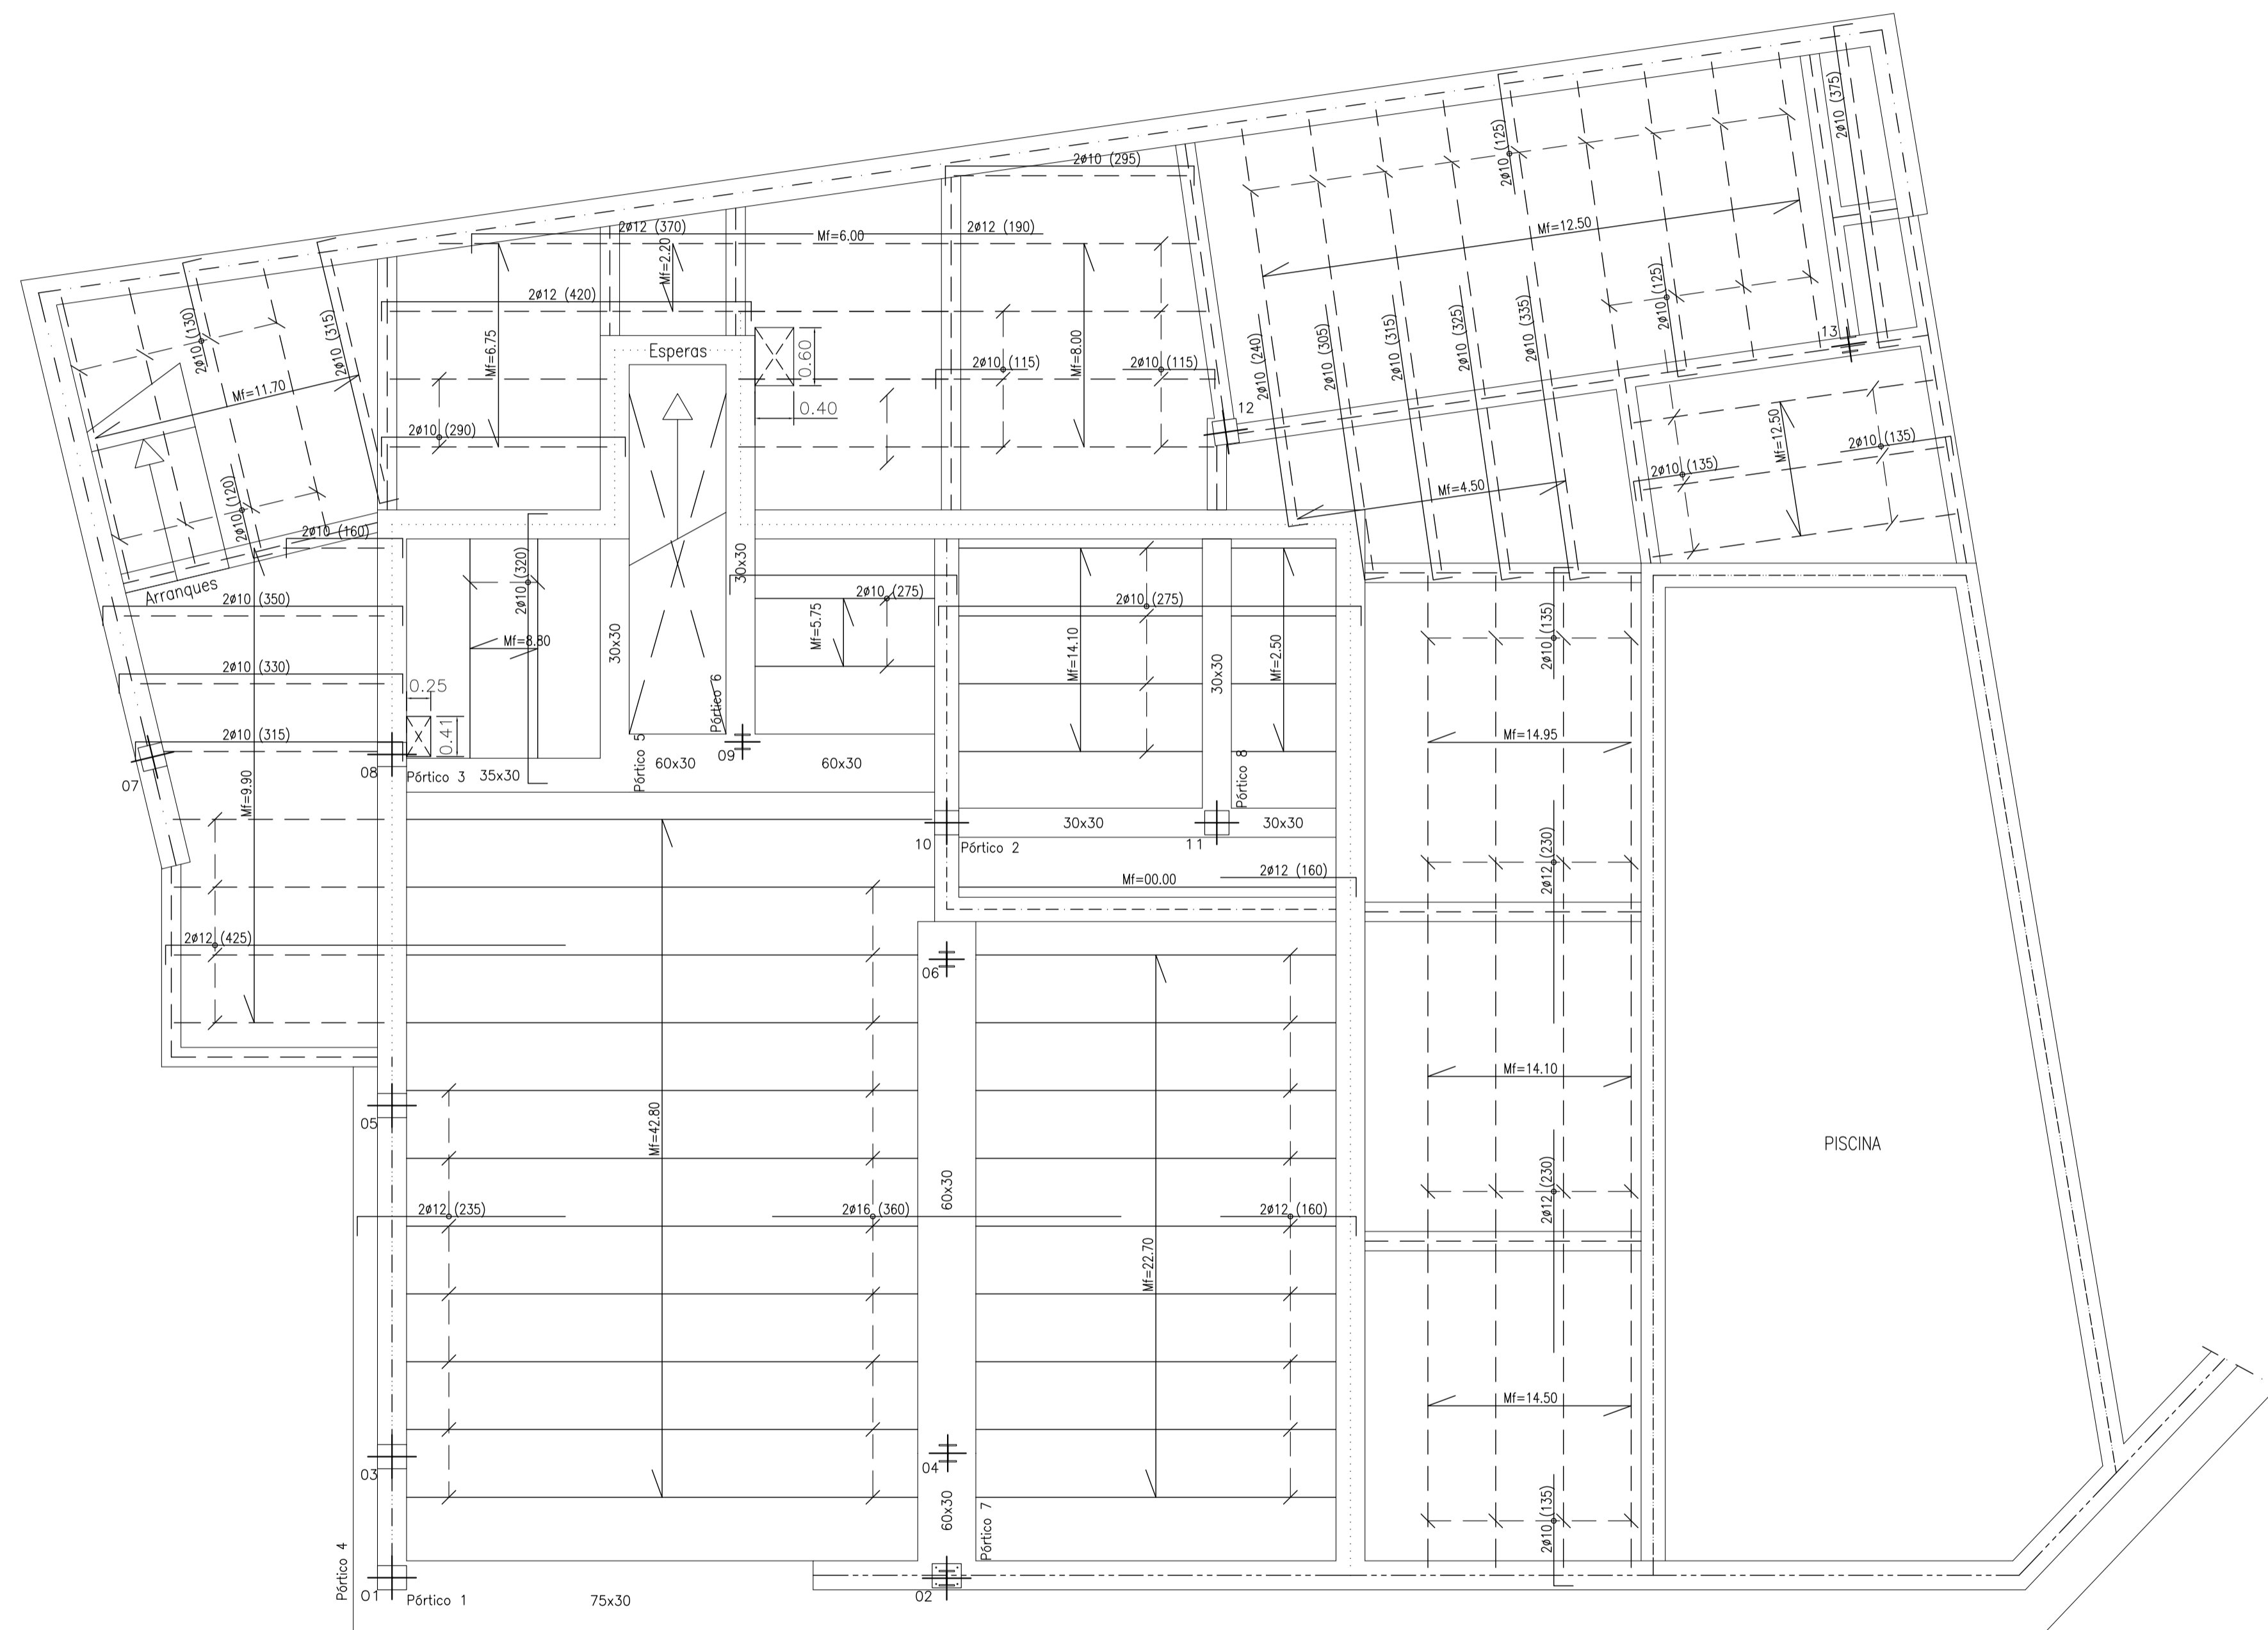 2ø10 (375)
2ø10 (125)
2ø10 (295)
2ø12 (370)
Mf=6.00
2ø12 (190)
Mf=2.20
Mf=12.50
2ø12 (420)
2ø10 (125)
2ø10 (130)
2ø10 (315)
Mf=6.75
Esperas
0.60
2ø10 (115)
Mf=8.00
2ø10 (115)
2ø10 (240)
2ø10 (305)
2ø10 (315)
2ø10 (325)
2ø10 (335)
13
Mf=11.70
0.40
12
Mf=12.50
2ø10 (290)
2ø10 (135)
2ø10 (135)
Mf=4.50
2ø10 (120)
2ø10 (160)
Arranques
2ø10 (320)
30x30
2ø10 (350)
2ø10 (275)
2ø10 (275)
Mf=5.75
Mf=14.10
Mf=2.50
2ø10 (135)
Mf=8.80
30x30
30x30
2ø10 (330)
0.25
Pórtico 6
2ø10 (315)
0.41
Mf=14.95
07
08
Pórtico 3
35x30
Pórtico 5
60x30
09
60x30
Pórtico 8
Mf=9.90
30x30
30x30
10
Pórtico 2
11
2ø12 (160)
Mf=00.00
2ø12 (230)
2ø12 (425)
06
Mf=14.10
05
Mf=42.80
PISCINA
60x30
2ø12 (230)
2ø12 (235)
2ø16 (360)
2ø12 (160)
Mf=22.70
Mf=14.50
03
04
60x30
2ø10 (135)
Pórtico 7
Pórtico 4
01
Pórtico 1
75x30
02